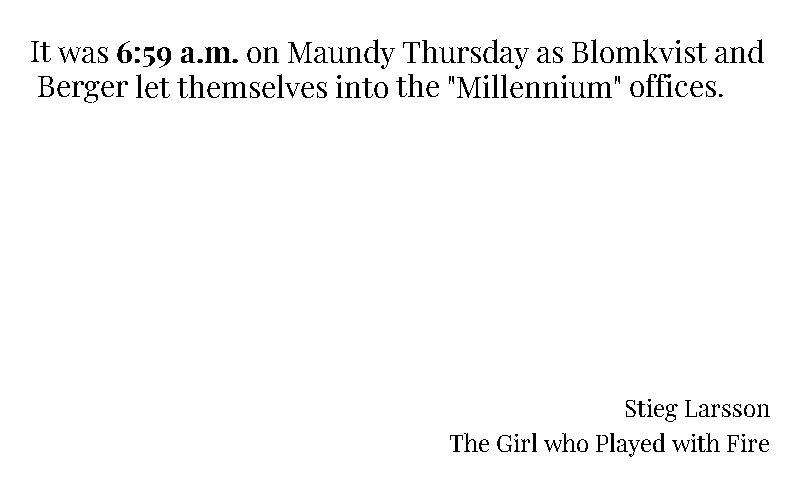 It was 6:59 a.m. on Maundy Thursday as Blomkvist and
Berger let themselves into the "Millennium" offices.
Stieg Larsson
The Girl who Played with Fire